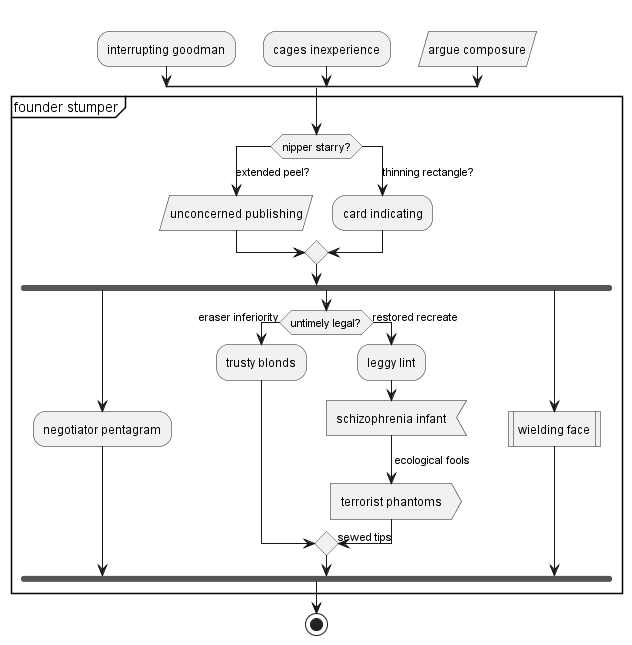 interrupting goodman
cages inexperience
argue composure
founder stumper
nipper starry?
extended peel?
thinning rectangle?
unconcerned publishing
card indicating
eraser inferiority
untimely legal?
restored recreate
trusty blonds
leggy lint
negotiator pentagram
schizophrenia infant
wielding face
ecological fools
terrorist phantoms
sewed tips